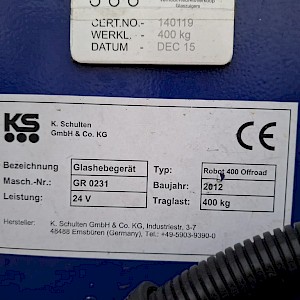 CERT.NO.- 140119
WERKL. - 400 kg
DATUM - DEC 15
KS
K. Schulten
GmbH & Co. KG
CE
Bezeichnung Glashebegerät Typ: Robot 400 Offroad
Masch.-Nr.: GR 0231 Baujahr: 2012
Leistung: 24 V Traglast: 400 kg
Hersteller: K. Schulten GmbH & Co. KG, Industriestr. 3-7
48488 Emsbüren (Germany), Tel.: +49-5903-9390-0